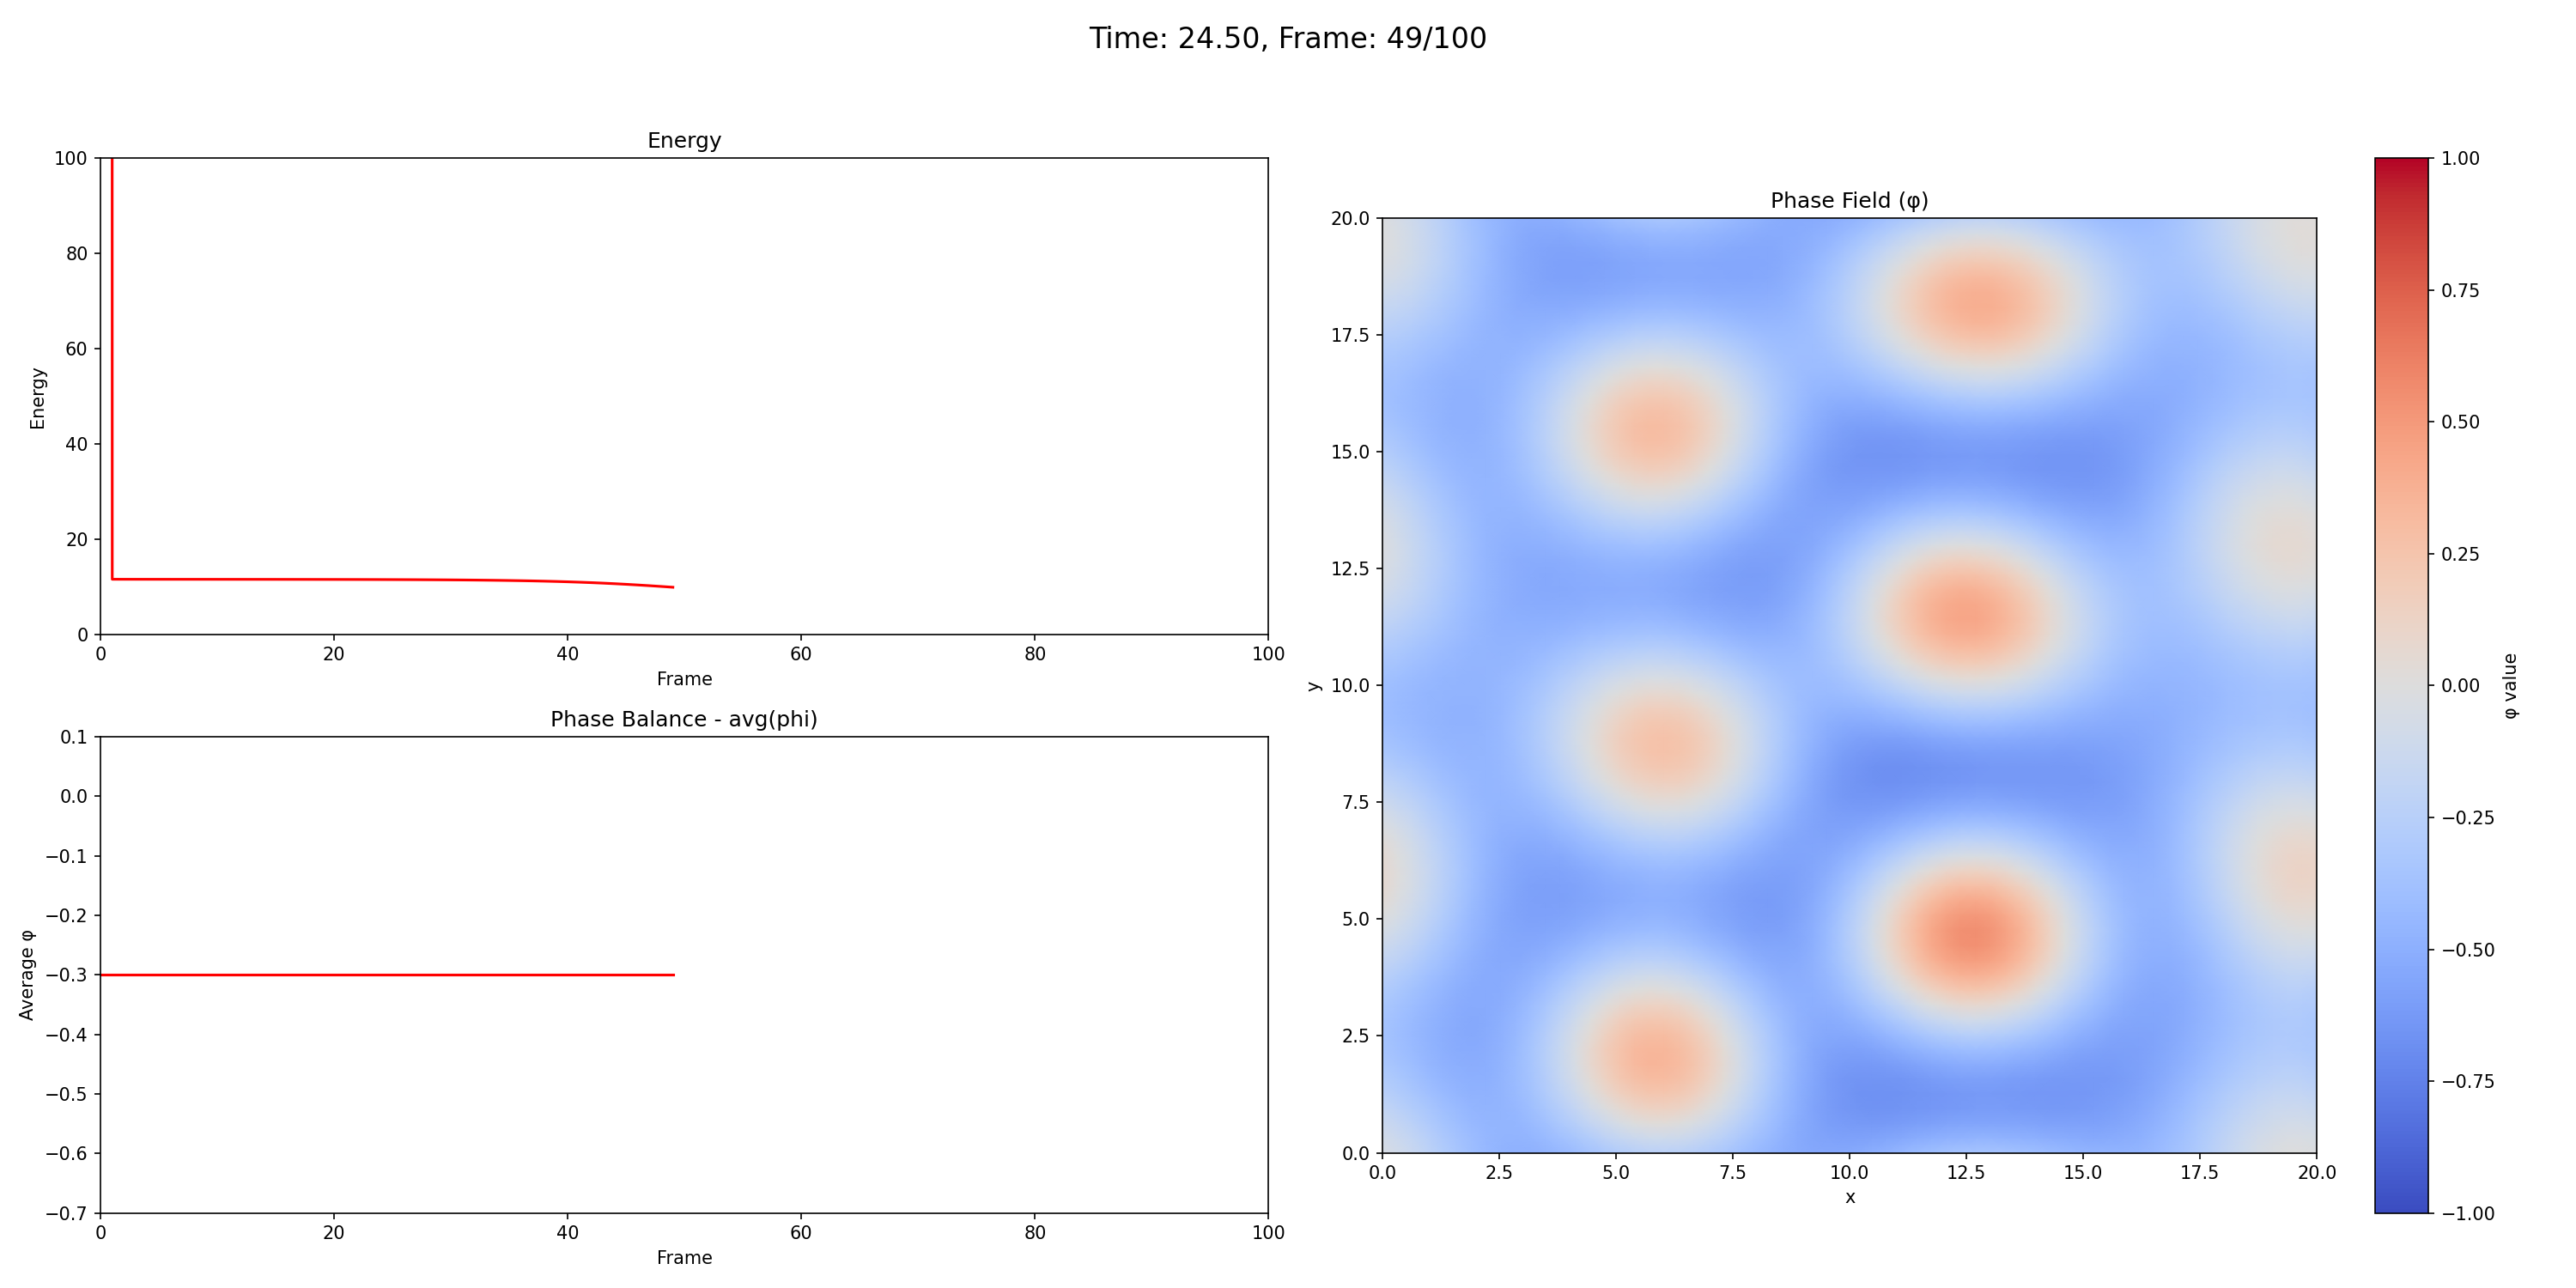 Time: 24.50, Frame: 49/100
Energy
100
80
60
40
20
0
Energy
0 20 40 60 80 100
Frame
Phase Balance - avg(phi)
0.1
0.0
−0.1
−0.2
−0.3
−0.4
−0.5
−0.6
−0.7
Average φ
0 20 40 60 80 100
Frame
Phase Field (φ)
20.0
17.5
15.0
12.5
10.0
7.5
5.0
2.5
0.0
y
0.0 2.5 5.0 7.5 10.0 12.5 15.0 17.5 20.0
x
1.00
0.75
0.50
0.25
0.00
−0.25
−0.50
−0.75
−1.00
φ value